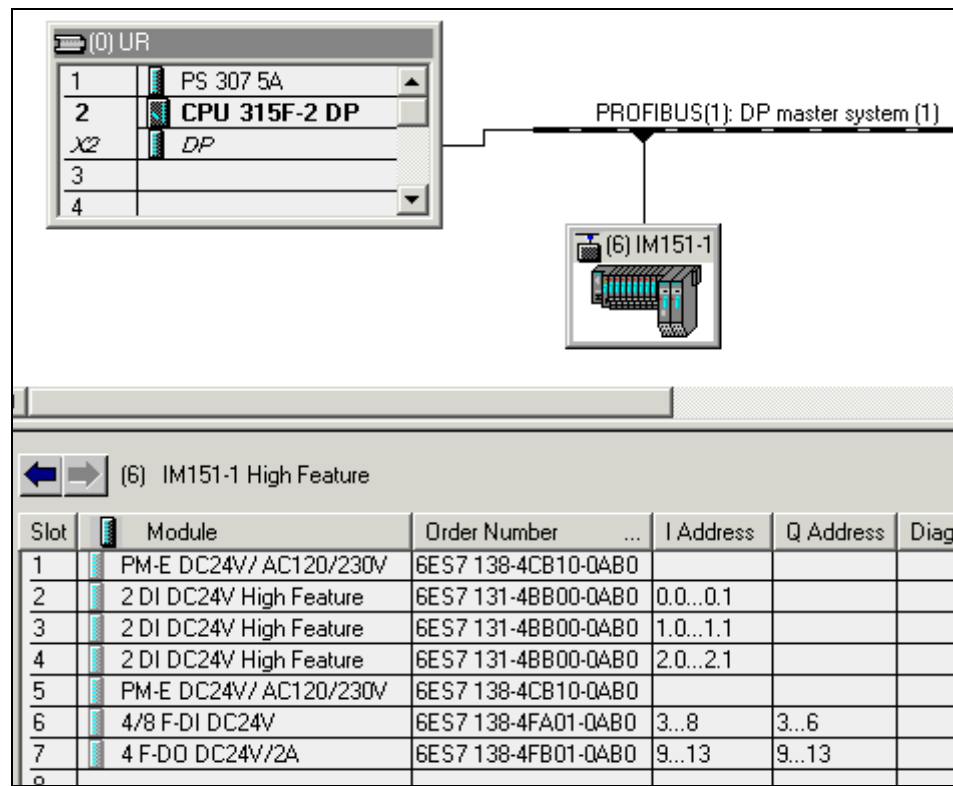 (0) UR
1 PS 307 5A
2 CPU 315F-2 DP
X2 DP
3
4
PROFIBUS(1): DP master system (1)
(6) IM151-1
(6) IM151-1 High Feature
Slot Module Order Number ... I Address Q Address Diag
1 PM-E DC24V/ AC120/230V 6ES7 138-4CB10-0AB0
2 2 DI DC24V High Feature 6ES7 131-4BB00-0AB0 0.0...0.1
3 2 DI DC24V High Feature 6ES7 131-4BB00-0AB0 1.0...1.1
4 2 DI DC24V High Feature 6ES7 131-4BB00-0AB0 2.0...2.1
5 PM-E DC24V/ AC120/230V 6ES7 138-4CB10-0AB0
6 4/8 F-DI DC24V 6ES7 138-4FA01-0AB0 3...8 3...6
7 4 F-DO DC24V/2A 6ES7 138-4FB01-0AB0 9...13 9...13